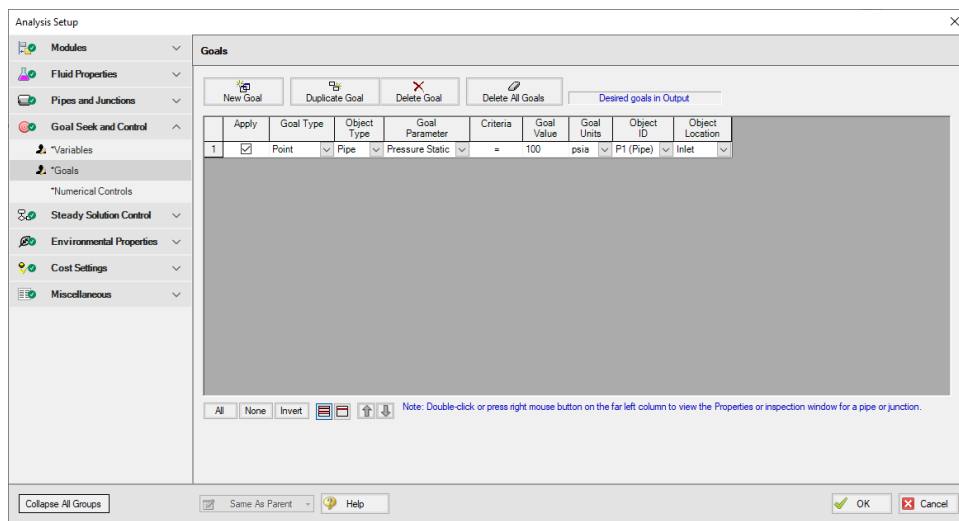 Analysis Setup
Modules
Fluid Properties
Pipes and Junctions
Goal Seek and Control
*Variables
*Goals
*Numerical Controls
Steady Solution Control
Environmental Properties
Cost Settings
Miscellaneous
Goals
New Goal Duplicate Goal Delete Goal Delete All Goals Desired goals in Output
Apply Goal Type Object Type Goal Parameter Criteria Goal Value Goal Units Object ID Object Location
1 Point Pipe Pressure Static = 100 psia P1 (Pipe) Inlet
All None Invert Note: Double-click or press right mouse button on the far left column to view the Properties or inspection window for a pipe or junction.
Collapse All Groups Same As Parent Help OK Cancel